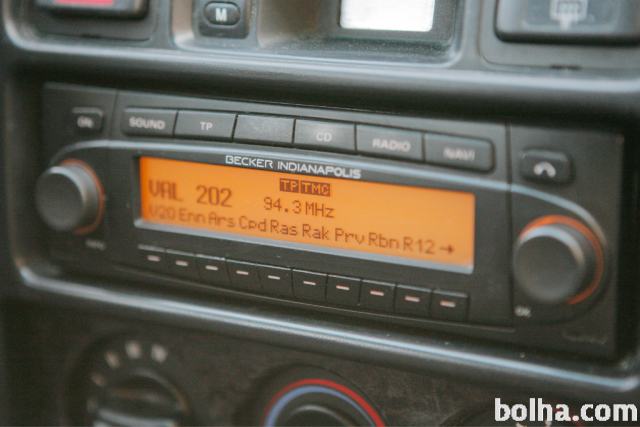 M
ON
SOUND
TP
CD
RADIO
NAVI
BECKER INDIANAPOLIS
TP TMC
VAL 202
94.3 MHz
V20 Enn Ars Cpd Ras Rak Prv Rbn R12 →
bolha.com